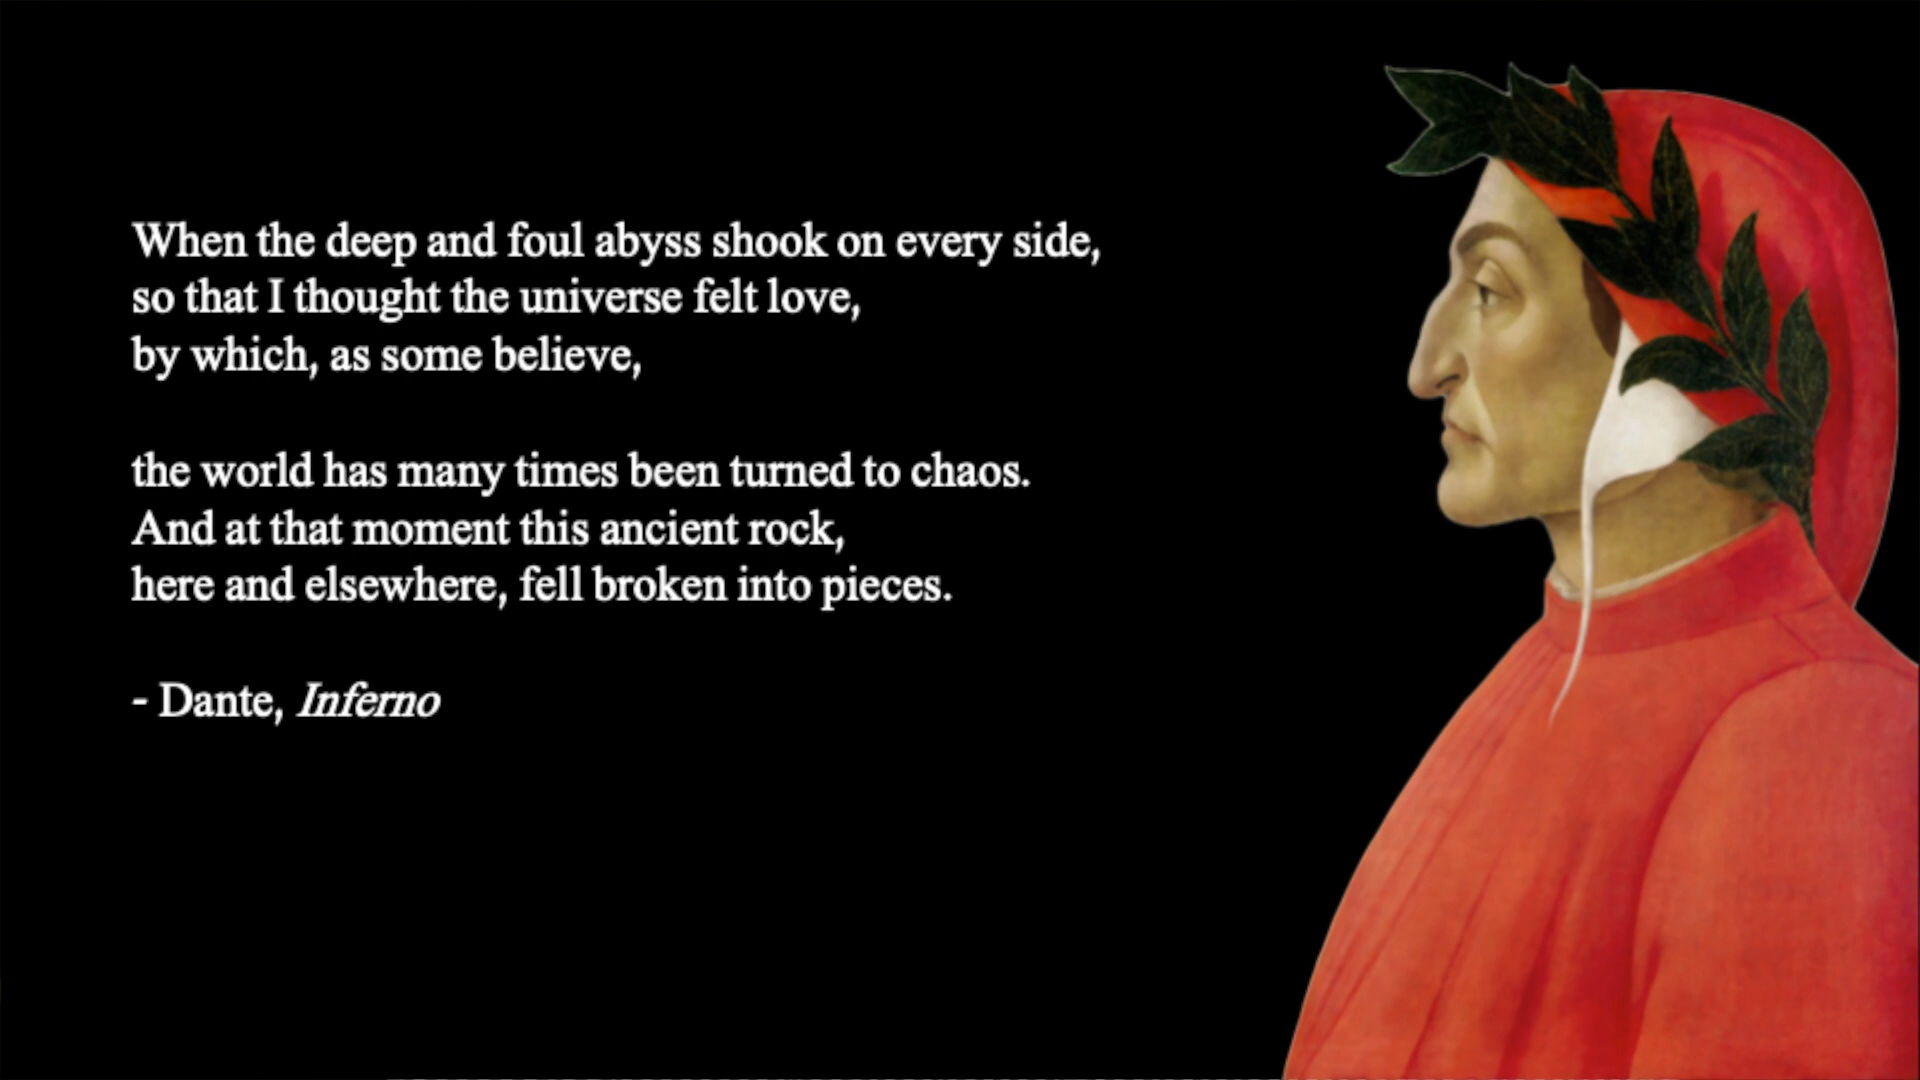 When the deep and foul abyss shook on every side,
so that I thought the universe felt love,
by which, as some believe,
the world has many times been turned to chaos.
And at that moment this ancient rock,
here and elsewhere, fell broken into pieces.
- Dante, Inferno